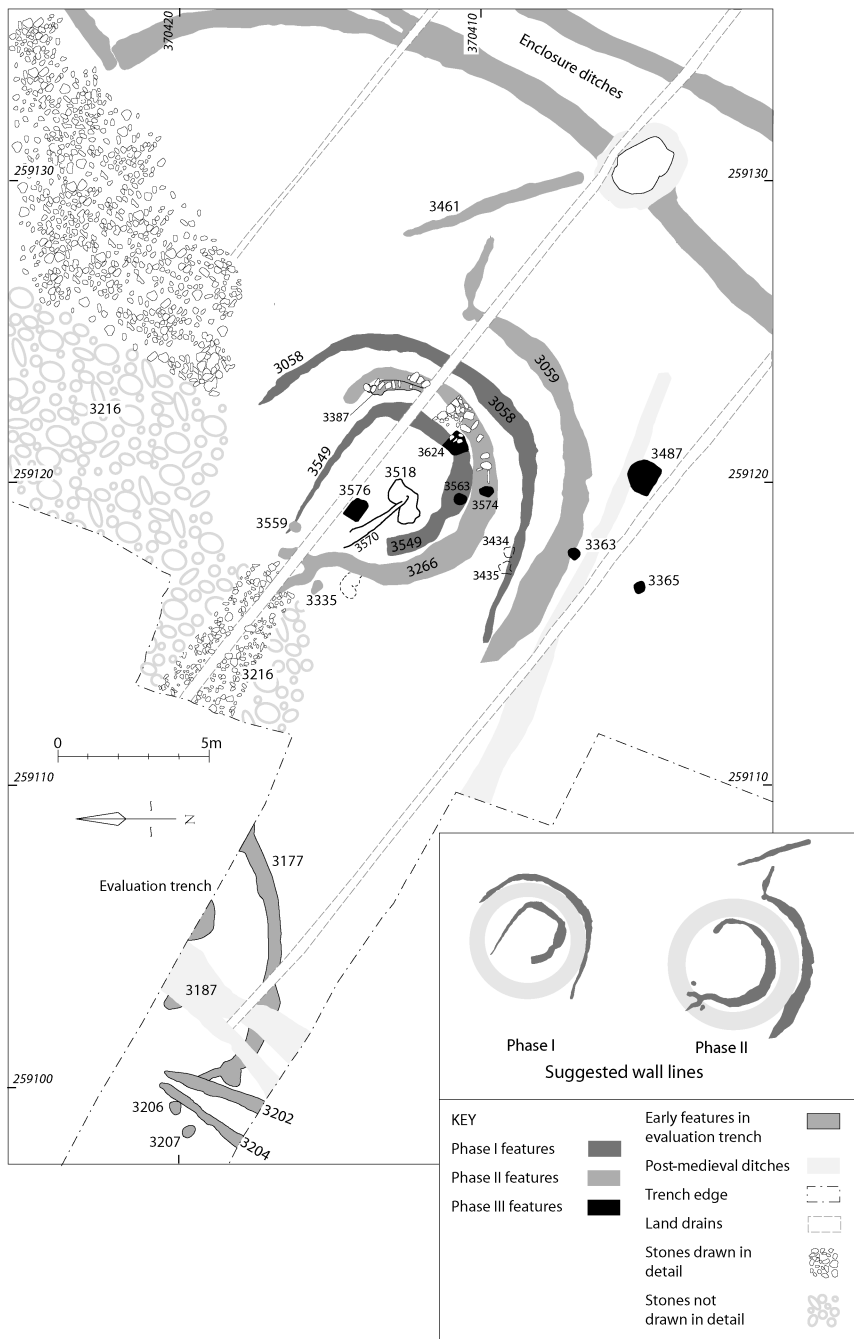 370420
370410
Enclosure ditches
259130
259130
3461
3058
3059
3216
3387
3058
3624
3549
3518
3487
259120
259120
3576
3563
3574
3559
3570
3549
3434
3363
3266
3435
3335
3365
3216
0
5m
259110
259110
N
3177
Evaluation trench
3187
259100
3206
3202
3207
3204
Phase I
Phase II
Suggested wall lines
KEY
Phase I features
Phase II features
Phase III features
Early features in
evaluation trench
Post-medieval ditches
Trench edge
Land drains
Stones drawn in
detail
Stones not
drawn in detail